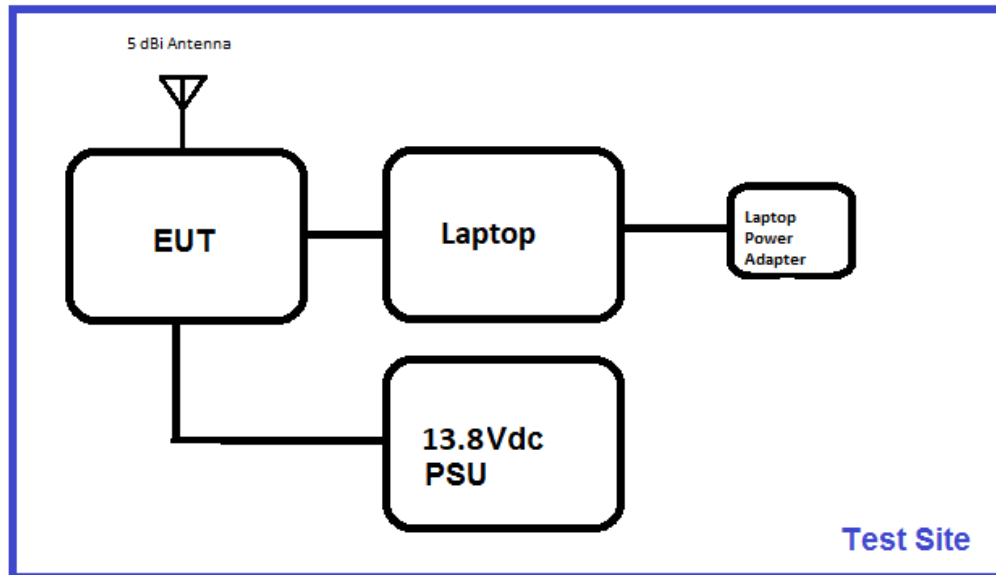 5 dBi Antenna
EUT
Laptop
Laptop
Power
Adapter
13.8Vdc
PSU
Test Site